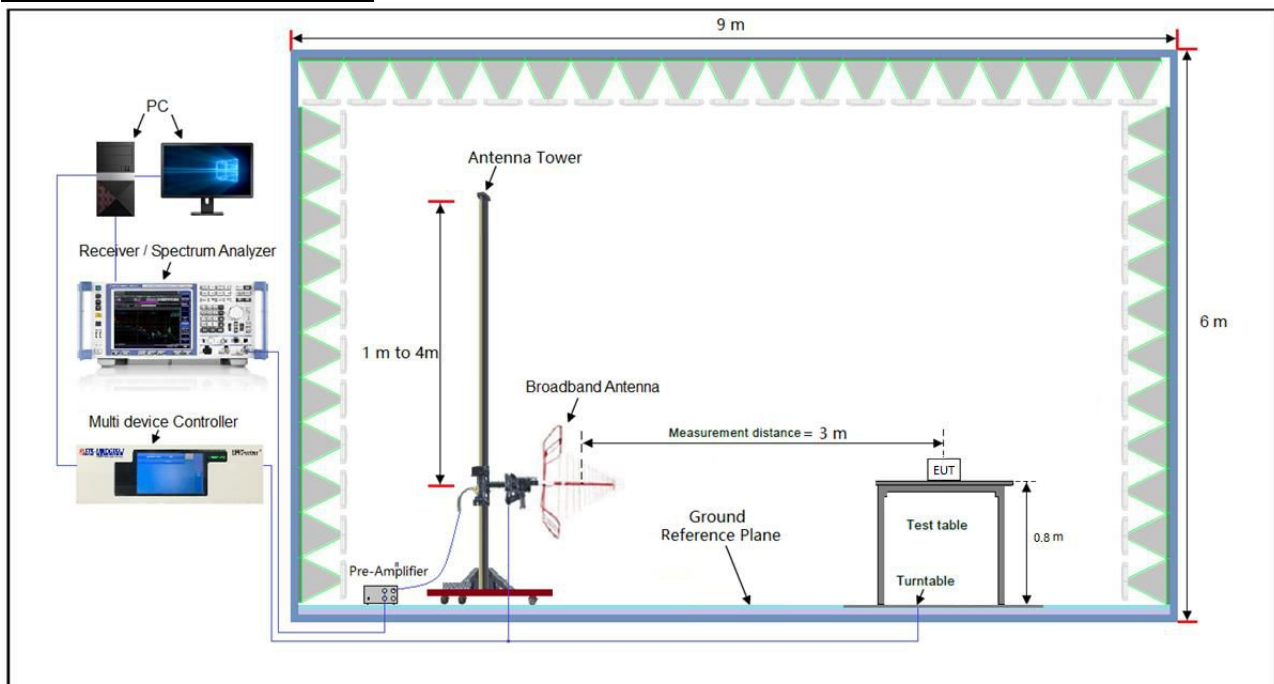 9 m
PC
Antenna Tower
Receiver / Spectrum Analyzer
6 m
1 m to 4m
Broadband Antenna
Multi device Controller
Measurement distance = 3 m
EUT
Ground
Reference Plane
Test table
0.8 m
Pre-Amplifier
Turntable